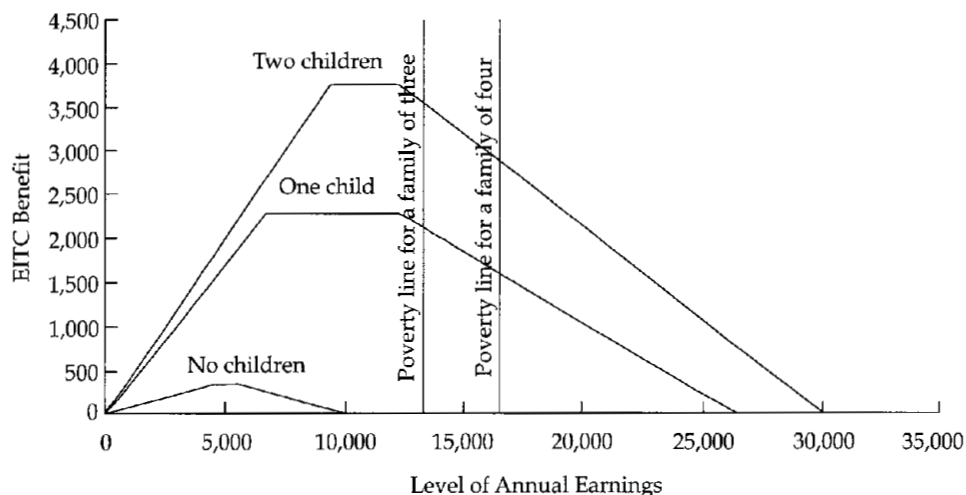 4,500
4,000
3,500
3,000
2,500
2,000
1,500
1,000
500
0
EITC Benefit
Two children
One child
No children
Poverty line for a family of three
Poverty line for a family of four
0
5,000
10,000
15,000
20,000
25,000
30,000
35,000
Level of Annual Earnings